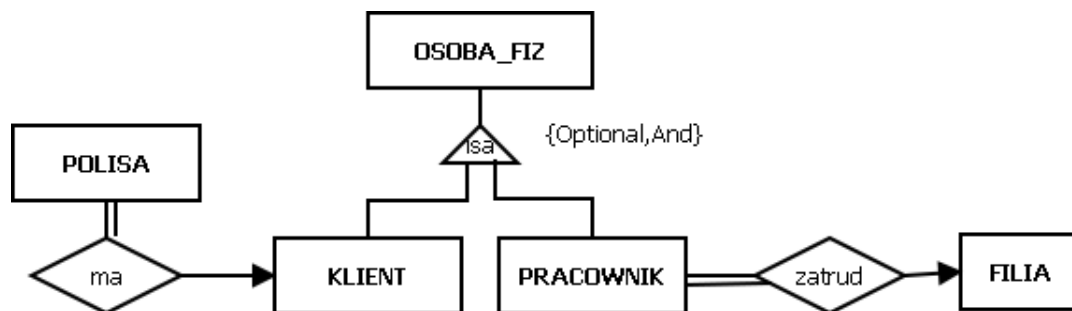 OSOBA_FIZ
Isa
{Optional,And}
POLISA
ma
KLIENT
PRACOWNIK
zatrud
FILIA